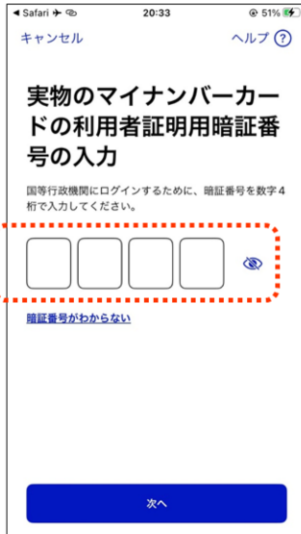 Safari
20:33
51%
キャンセル
ヘルプ ?
実物のマイナンバーカー
ドの利用者証明用暗証番
号の入力
国等行政機関にログインするために、暗証番号を数字4
桁で入力してください。
暗証番号がわからない
次へ